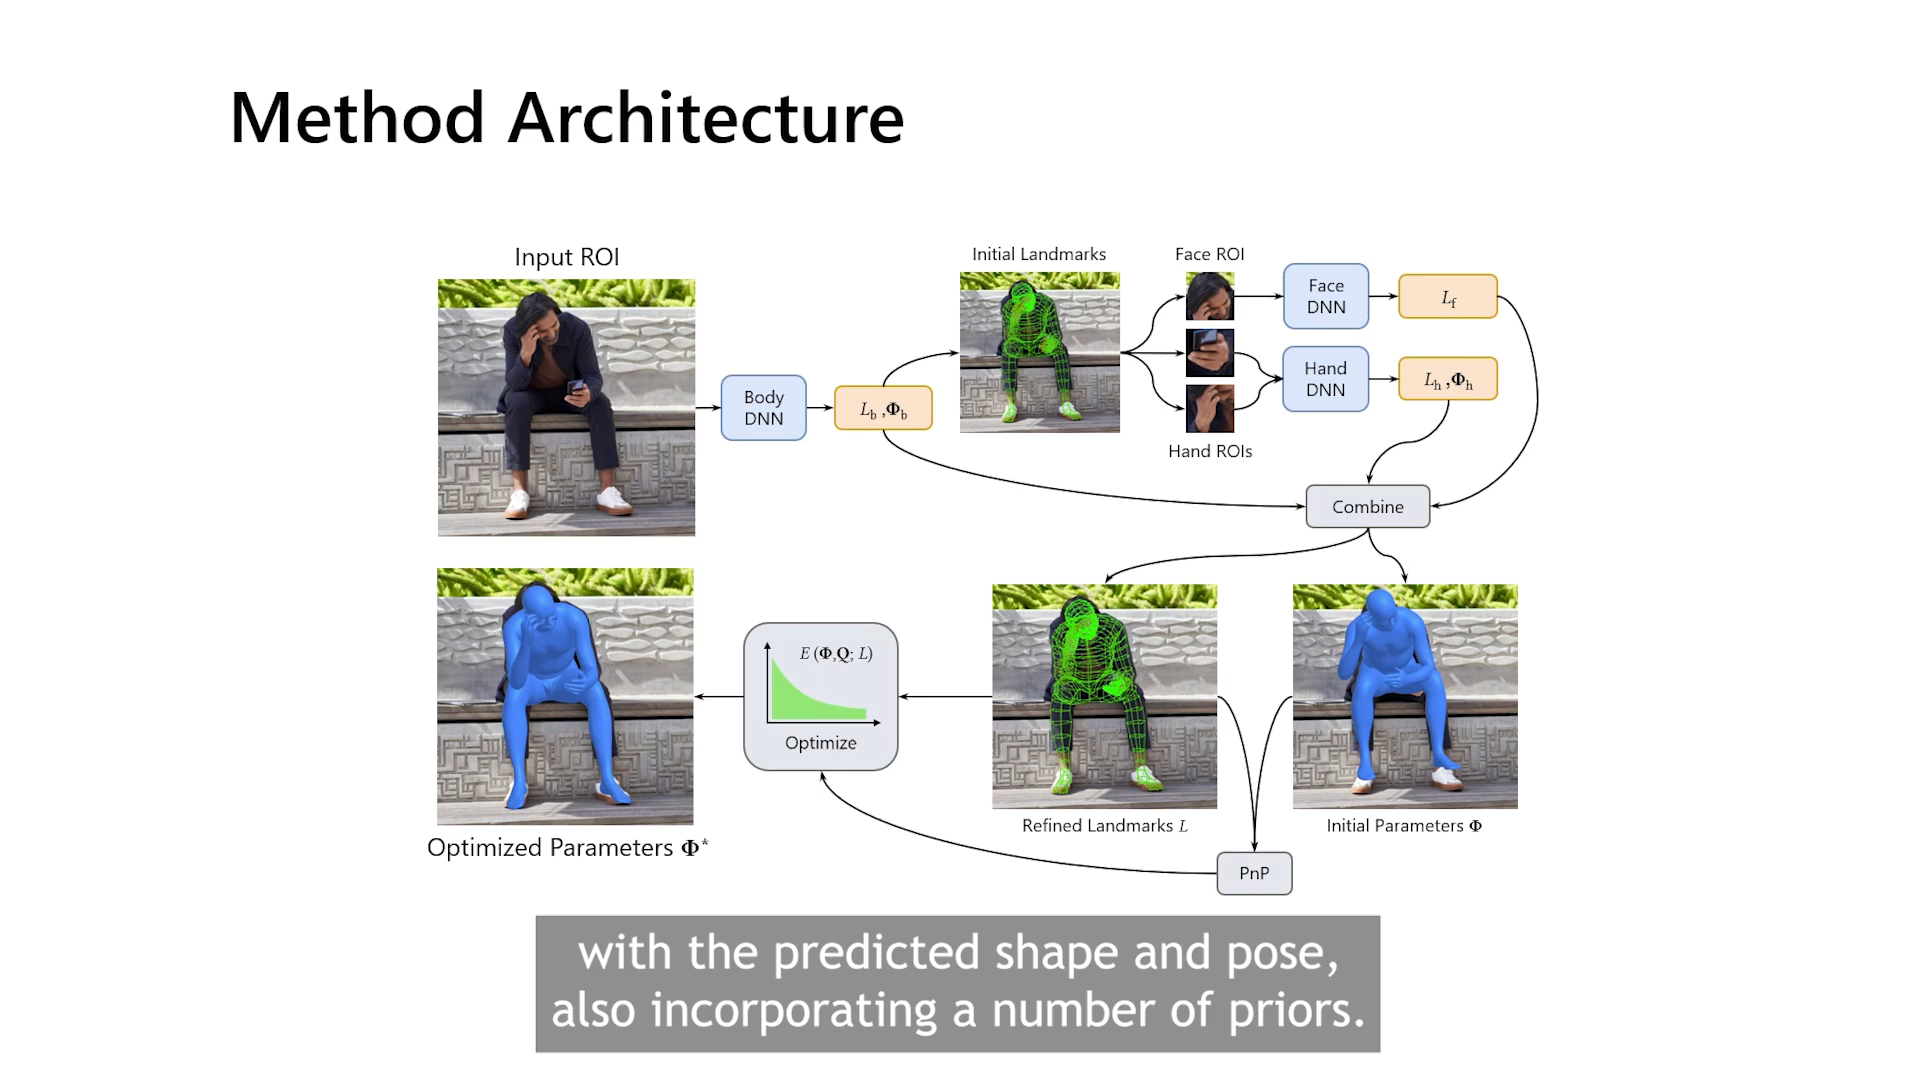 Method Architecture
Input ROI
Initial Landmarks
Face ROI
Face
DNN
L_f
Body
DNN
L_b ,Φ_b
Hand
DNN
L_h ,Φ_h
Hand ROIs
Combine
E (Φ,Q; L)
Optimize
Refined Landmarks L
Initial Parameters Φ
Optimized Parameters Φ*
PnP
with the predicted shape and pose,
also incorporating a number of priors.